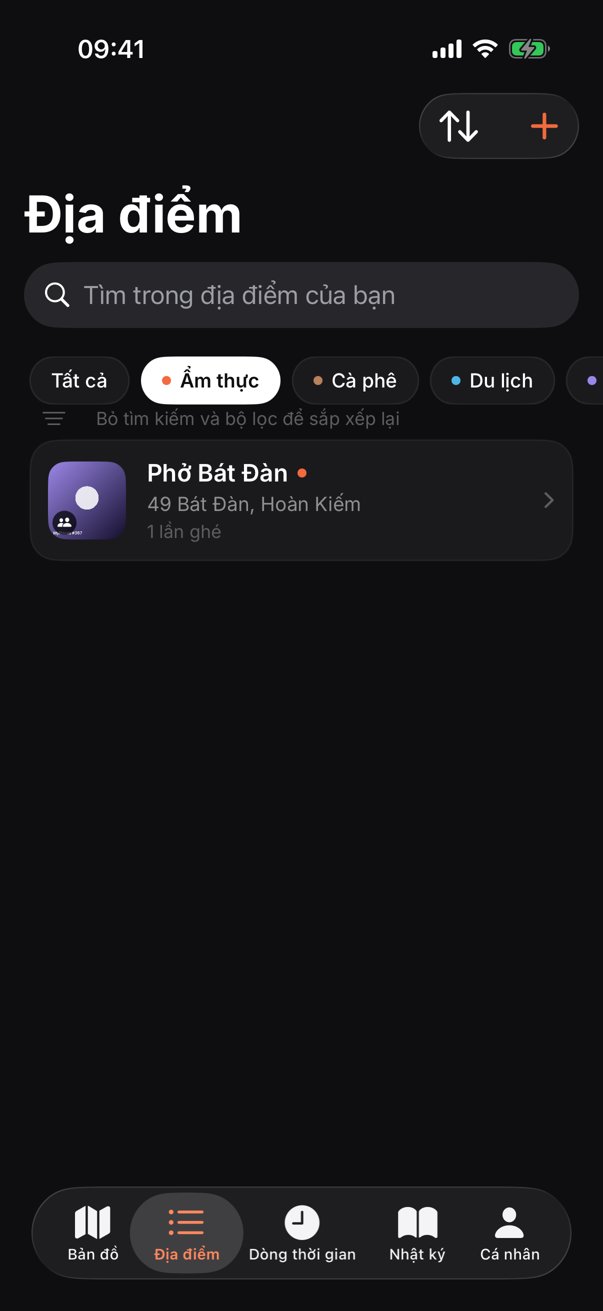 09:41
Địa điểm
Tìm trong địa điểm của bạn
Tất cả
Ẩm thực
Cà phê
Du lịch
Bỏ tìm kiếm và bộ lọc để sắp xếp lại
Phở Bát Đàn
49 Bát Đàn, Hoàn Kiếm
1 lần ghé
Bản đồ
Địa điểm
Dòng thời gian
Nhật ký
Cá nhân